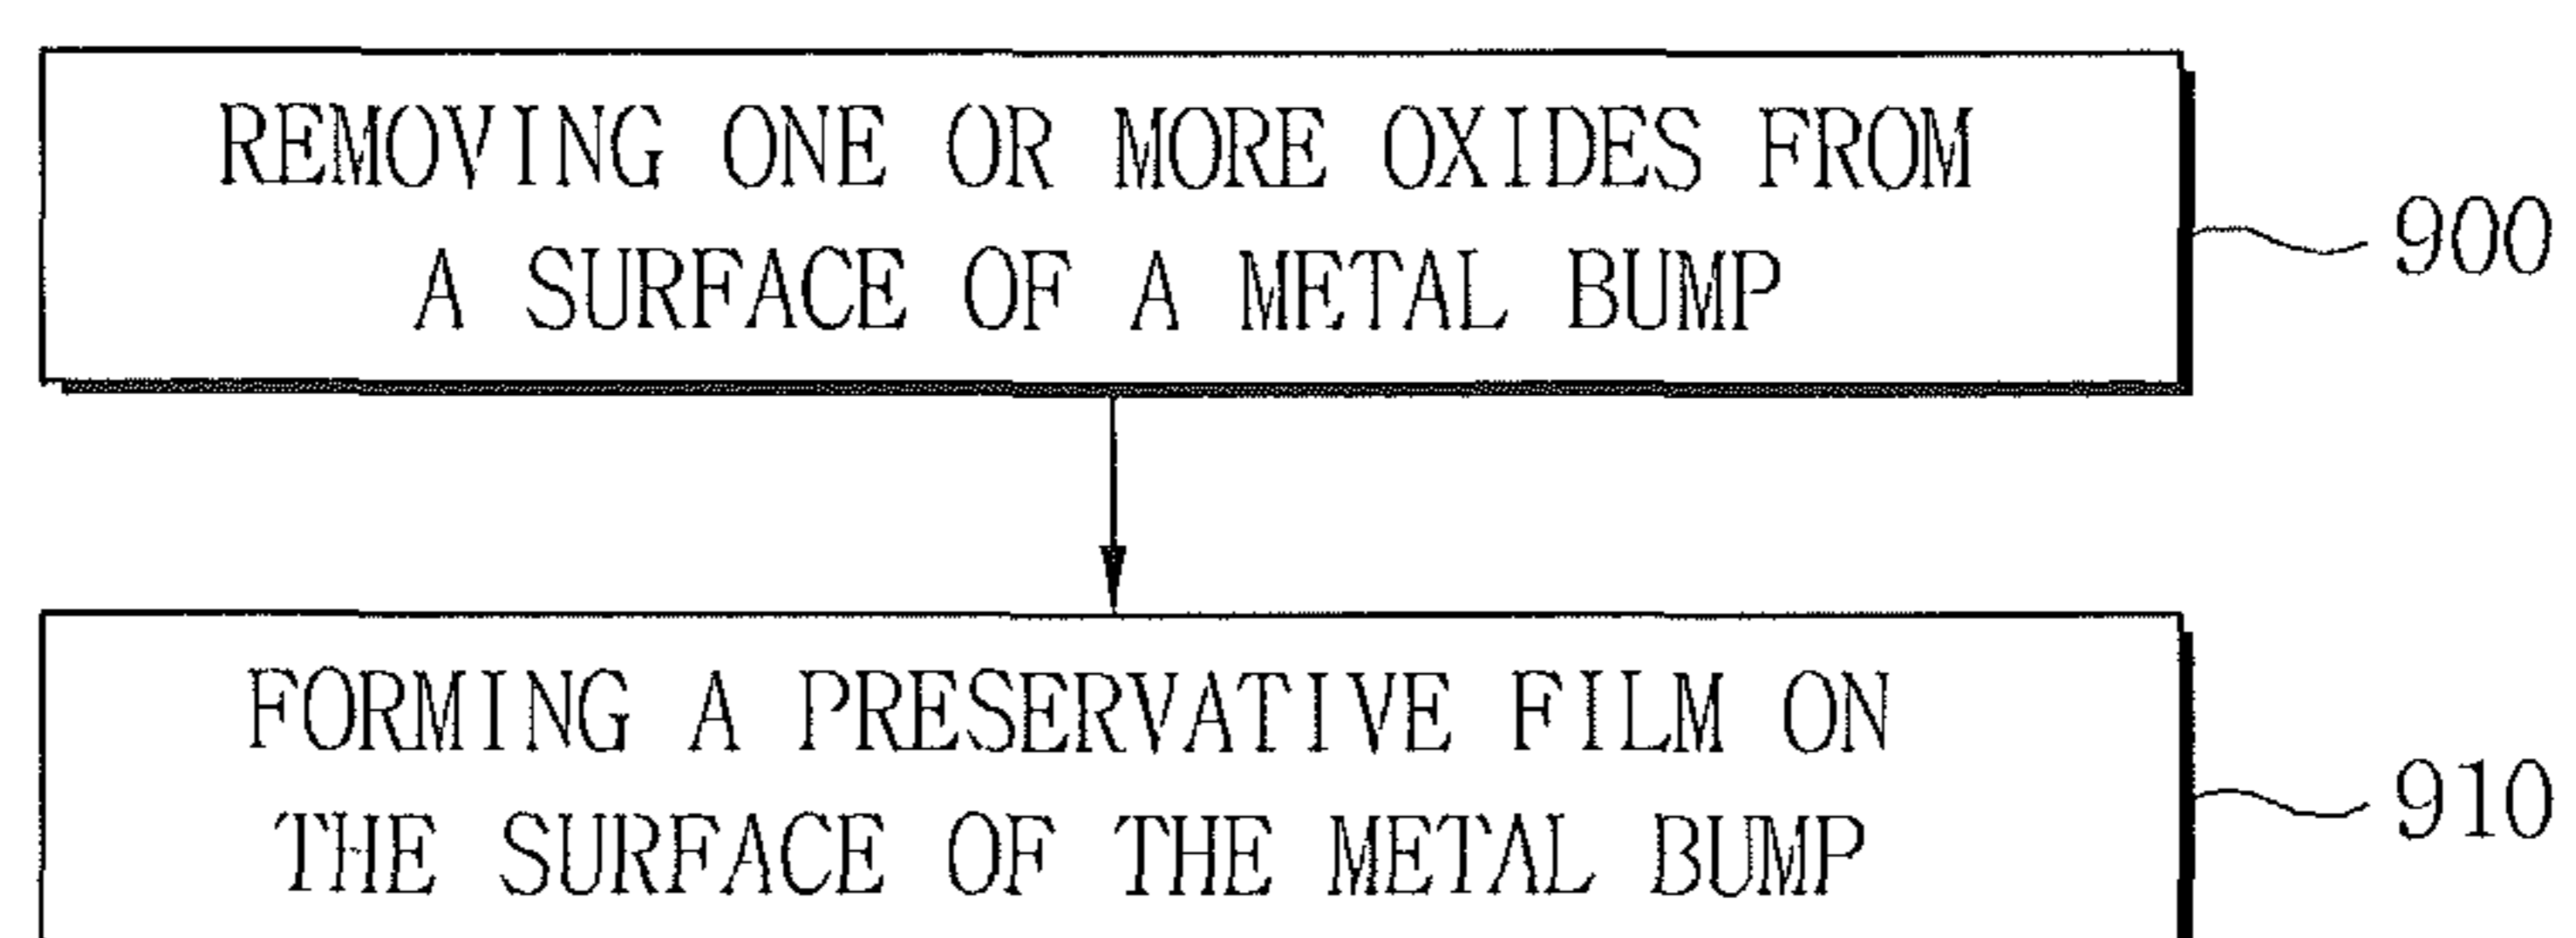 REMOVING ONE OR MORE OXIDES FROM
A SURFACE OF A METAL BUMP
900
FORMING A PRESERVATIVE FILM ON
THE SURFACE OF THE METAL BUMP
910